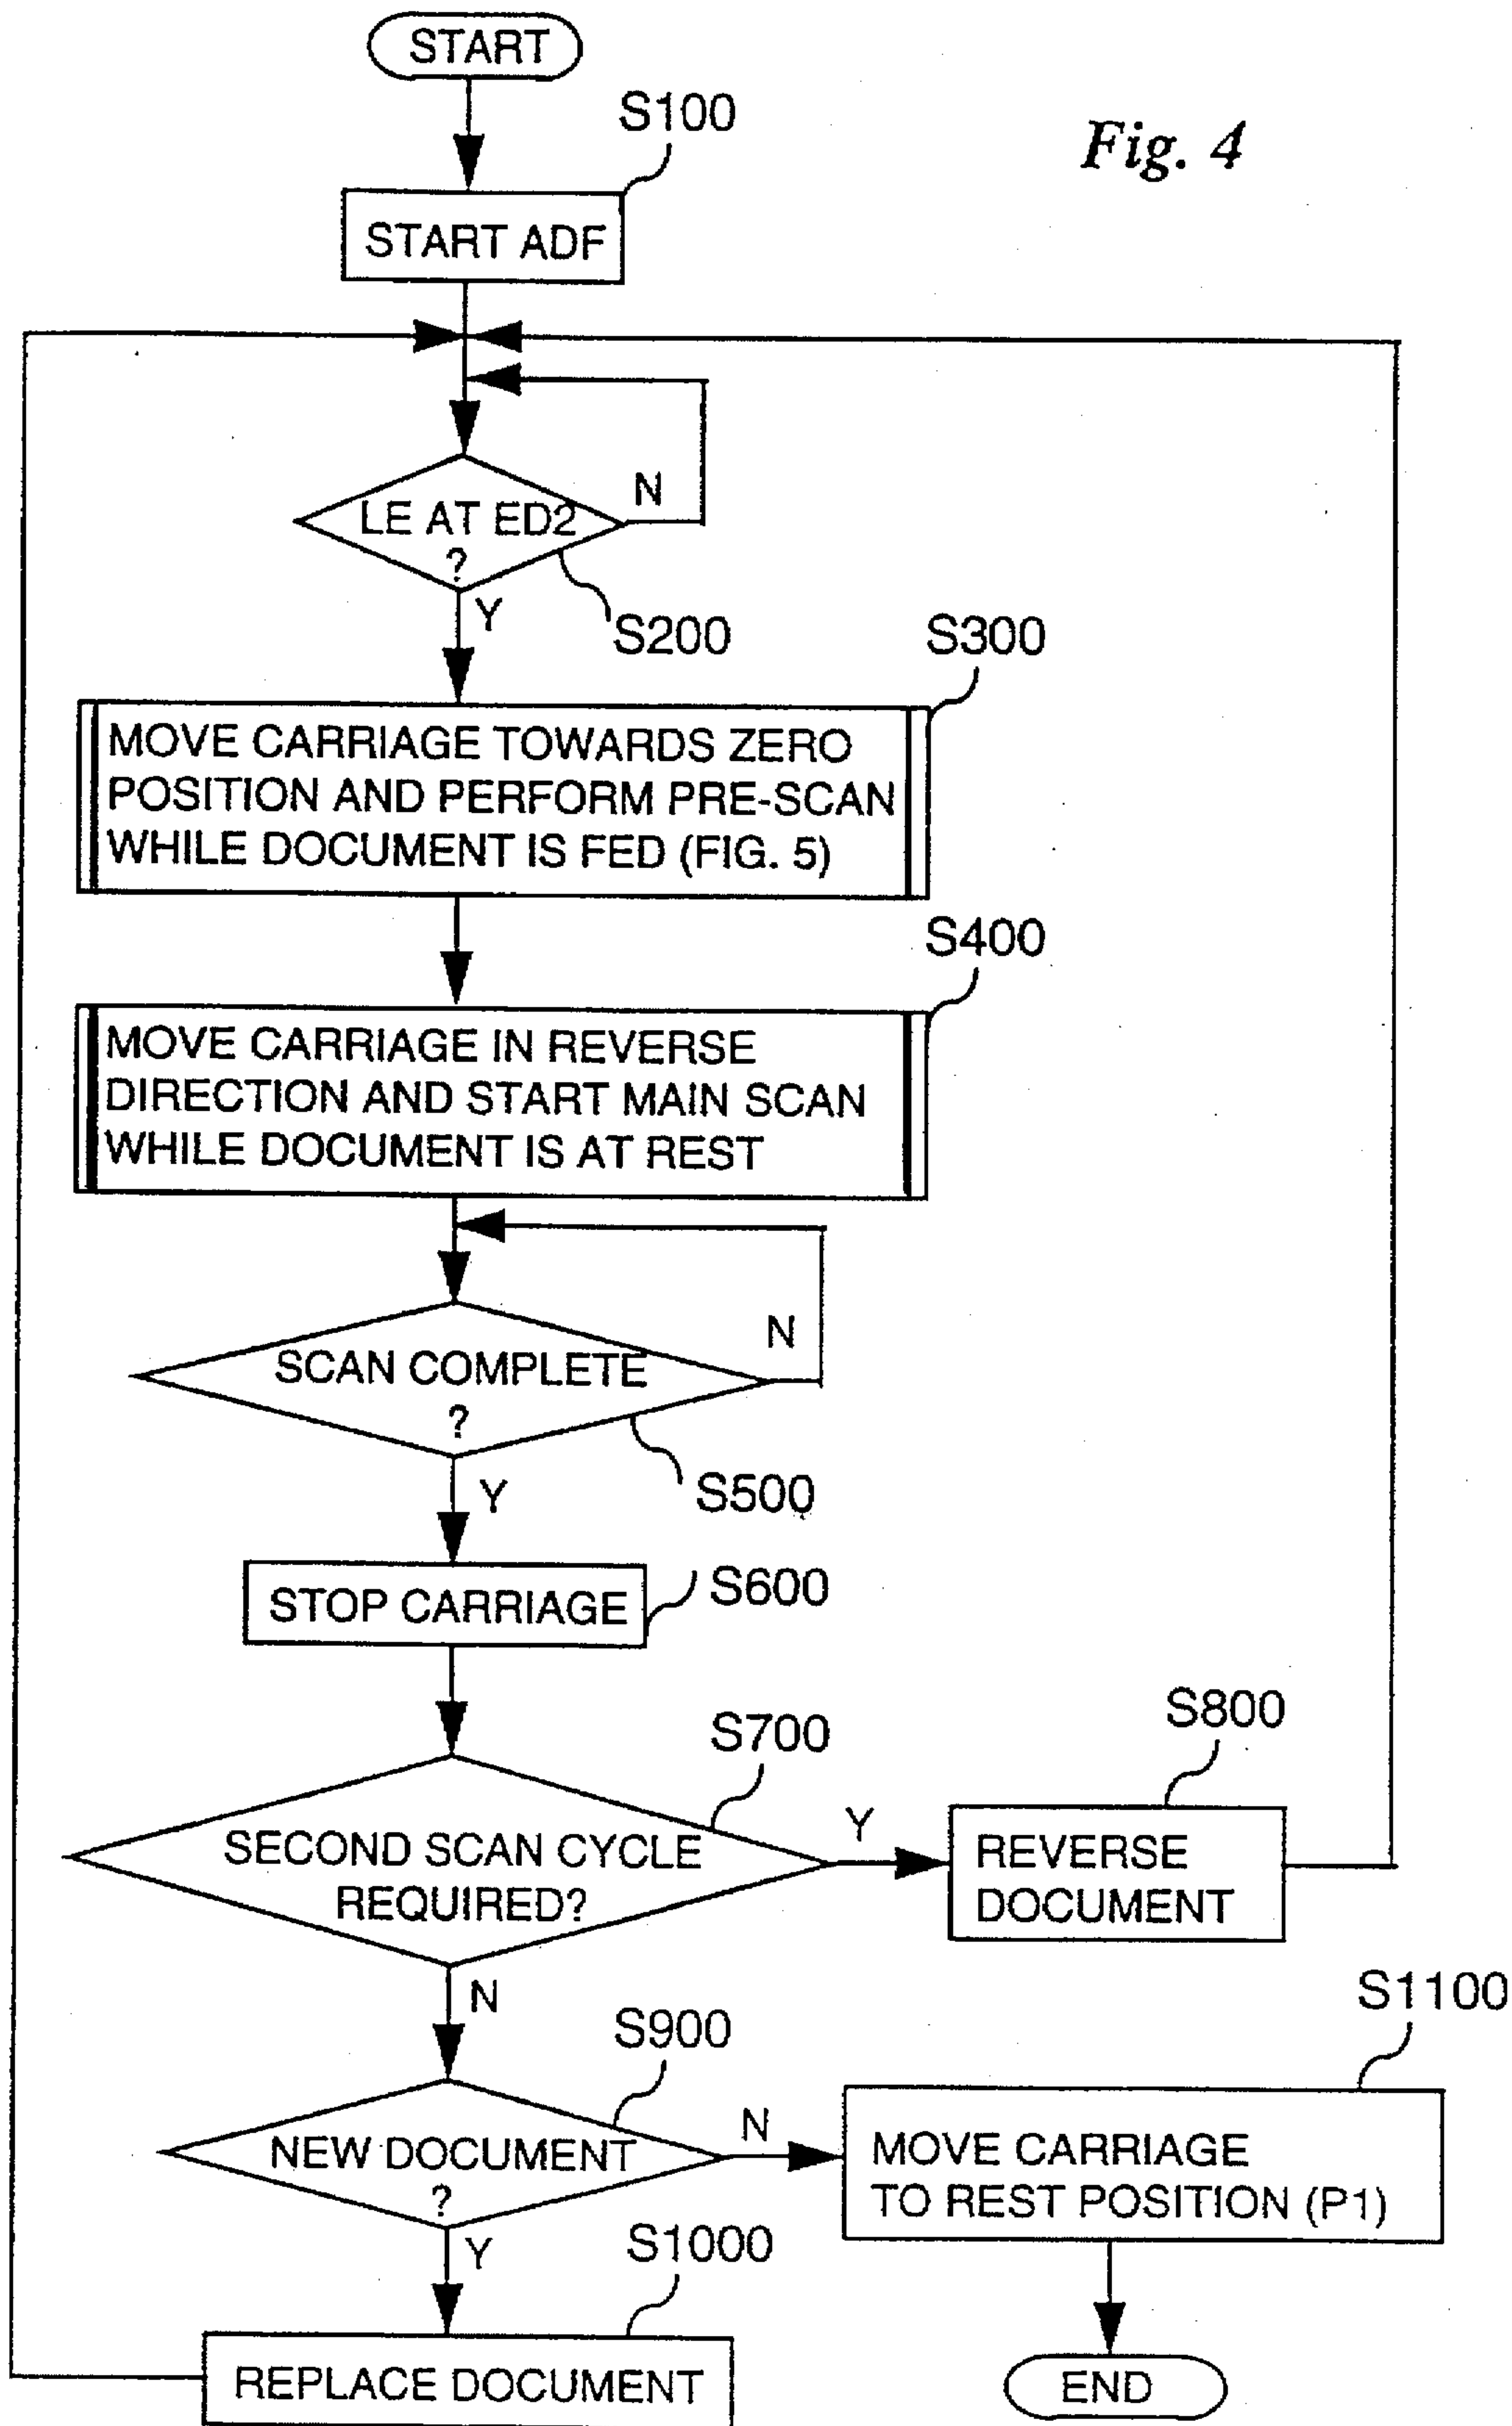 START
S100
Fig. 4
START ADF
N
LE AT ED2
?
Y
S200
S300
MOVE CARRIAGE TOWARDS ZERO
POSITION AND PERFORM PRE-SCAN
WHILE DOCUMENT IS FED (FIG. 5)
S400
MOVE CARRIAGE IN REVERSE
DIRECTION AND START MAIN SCAN
WHILE DOCUMENT IS AT REST
N
SCAN COMPLETE
?
Y
S500
STOP CARRIAGE
S600
S700
S800
SECOND SCAN CYCLE
REQUIRED?
Y
REVERSE
DOCUMENT
N
S900
S1100
NEW DOCUMENT
?
N
MOVE CARRIAGE
TO REST POSITION (P1)
Y
S1000
REPLACE DOCUMENT
END